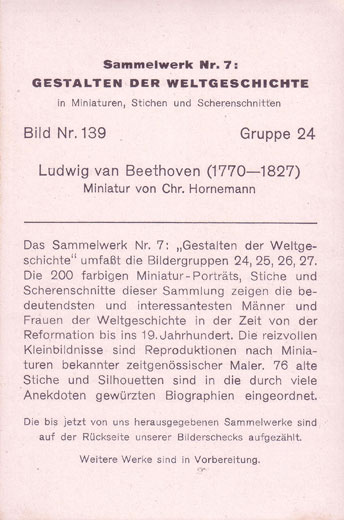 Sammelwerk Nr. 7:
GESTALTEN DER WELTGESCHICHTE
in Miniaturen, Stichen und Scherenschnitten
Bild Nr. 139 Gruppe 24
Ludwig van Beethoven (1770—1827)
Miniatur von Chr. Hornemann
Das Sammelwerk Nr. 7: „Gestalten der Weltge-
schichte" umfaßt die Bildergruppen 24, 25, 26, 27.
Die 200 farbigen Miniatur-Porträts, Stiche und
Scherenschnitte dieser Sammlung zeigen die be-
deutendsten und interessantesten Männer und
Frauen der Weltgeschichte in der Zeit von der
Reformation bis ins 19. Jahrhundert. Die reizvollen
Kleinbildnisse sind Reproduktionen nach Minia-
turen bekannter zeitgenössischer Maler. 76 alte
Stiche und Silhouetten sind in die durch viele
Anekdoten gewürzten Biographien eingeordnet.
Die bis jetzt von uns herausgegebenen Sammelwerke sind
auf der Rückseite unserer Bilderschecks aufgezählt.
Weitere Werke sind in Vorbereitung.